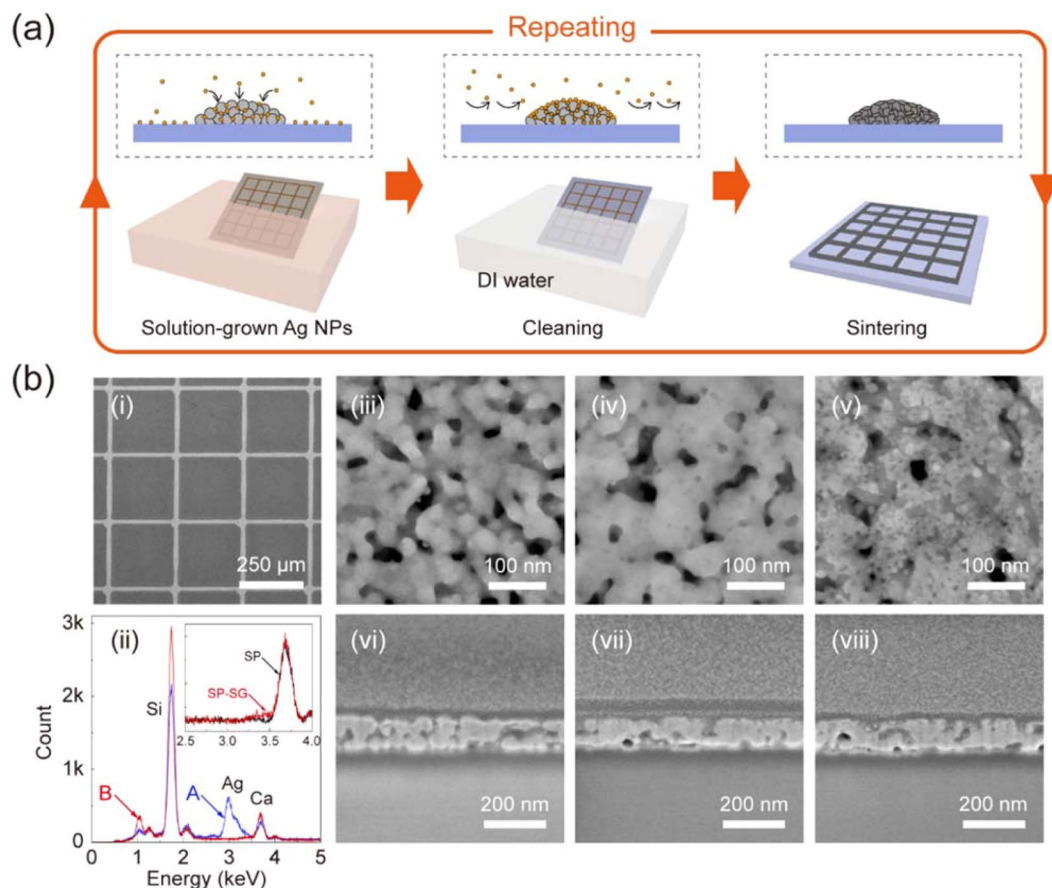 (a)
Repeating
DI water
Solution-grown Ag NPs
Cleaning
Sintering
(b)
(i)
250 μm
(iii)
100 nm
(iv)
100 nm
(v)
100 nm
(ii)
3k
2k
1k
0
Count
Si
B
A
Ag
Ca
SP
SP-SG
2.5 3.0 3.5 4.0
0 1 2 3 4 5
Energy (keV)
(vi)
200 nm
(vii)
200 nm
(viii)
200 nm